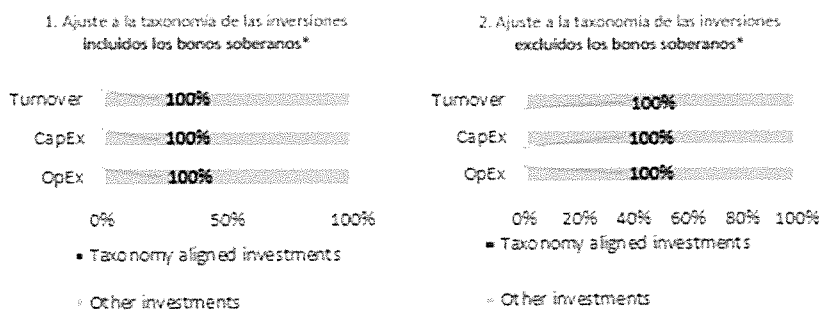 1. Ajuste a la taxonomía de las inversiones
incluidos los bonos soberanos*
Turnover 100%
CapEx 100%
OpEx 100%
0% 50% 100%
▪ Taxonomy aligned investments
Other investments
2. Ajuste a la taxonomía de las inversiones
excluidos los bonos soberanos*
Turnover 100%
CapEx 100%
OpEx 100%
0% 20% 40% 60% 80% 100%
▪ Taxonomy aligned investments
Other investments